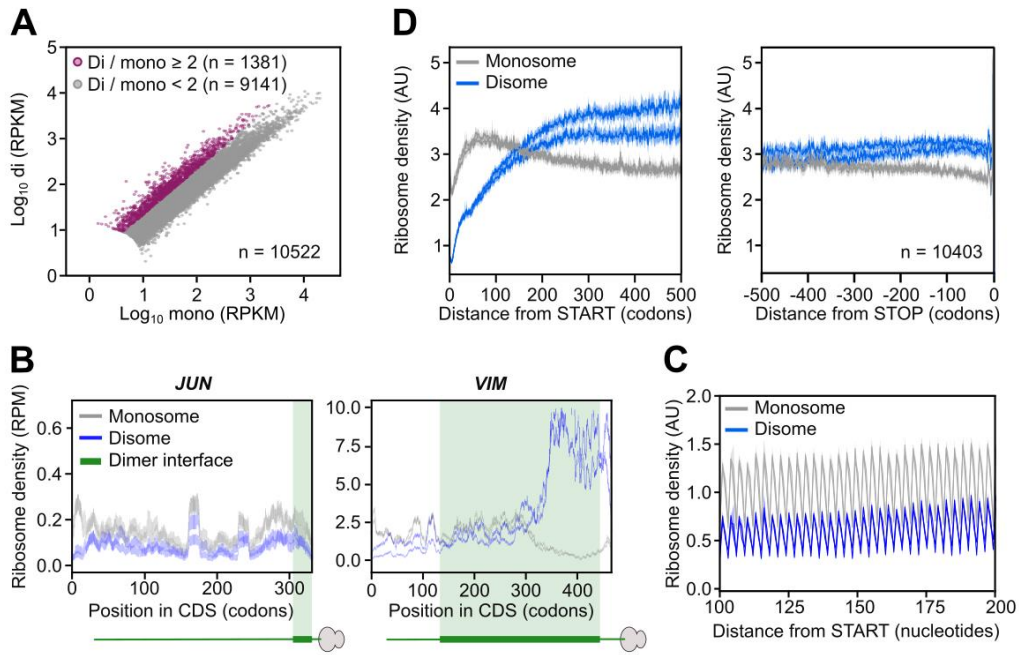 A
5
4
3
2
1
0
Log10 di (RPKM)
Di / mono ≥ 2 (n = 1381)
Di / mono < 2 (n = 9141)
n = 10522
0 1 2 3 4
Log10 mono (RPKM)
D
5
4
3
2
1
Ribosome density (AU)
Monosome
Disome
0 100 200 300 400 500
Distance from START (codons)
5
4
3
2
1
Ribosome density (AU)
n = 10403
-500 -400 -300 -200 -100 0
Distance from STOP (codons)
B
JUN
0.6
0.4
0.2
0.0
Ribosome density (RPM)
Monosome
Disome
Dimer interface
0 100 200 300
Position in CDS (codons)
VIM
10.0
7.5
5.0
2.5
0.0
0 100 200 300 400
Position in CDS (codons)
C
2.0
1.5
1.0
0.5
0.0
Ribosome density (AU)
Monosome
Disome
100 125 150 175 200
Distance from START (nucleotides)